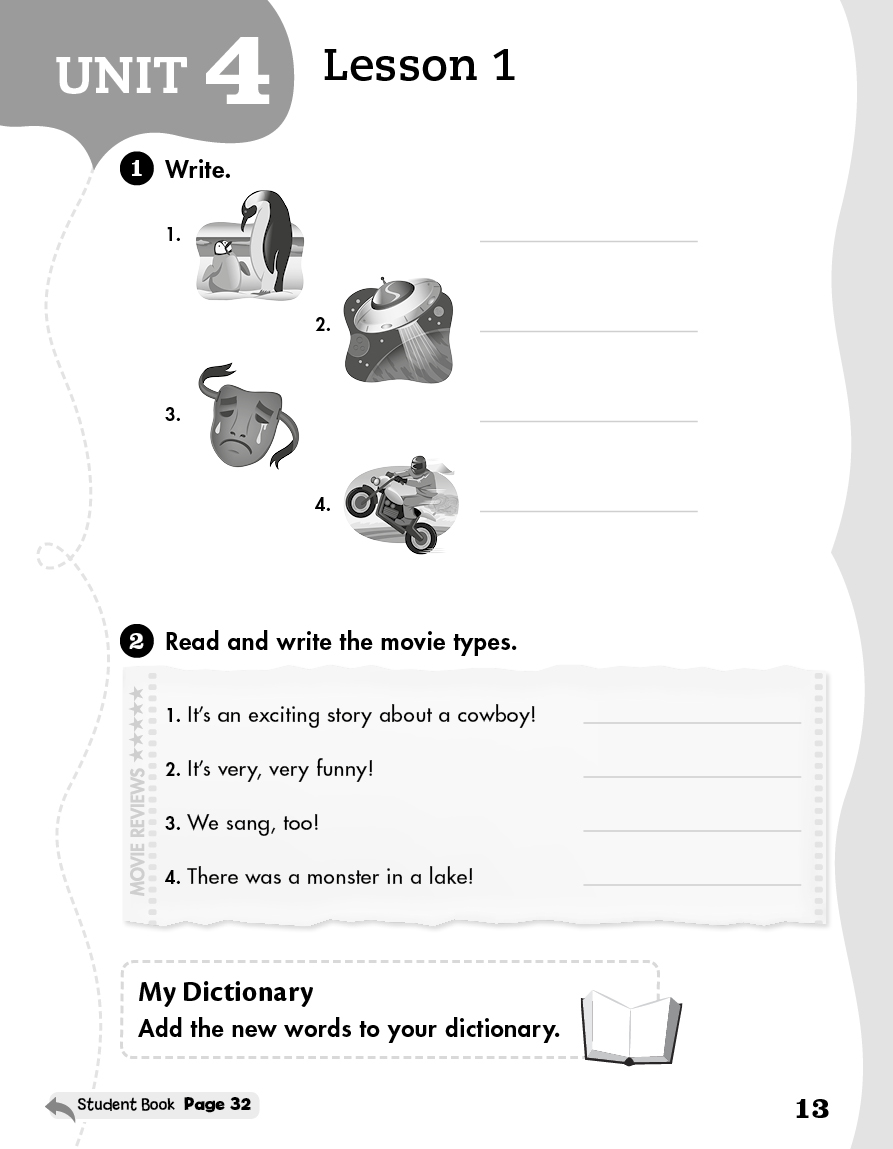 UNIT 4
Lesson 1
1 Write.
1.
2.
3.
4.
2 Read and write the movie types.
MOVIE REVIEWS ★★★★★
1. It's an exciting story about a cowboy!
2. It's very, very funny!
3. We sang, too!
4. There was a monster in a lake!
My Dictionary
Add the new words to your dictionary.
Student Book Page 32
13